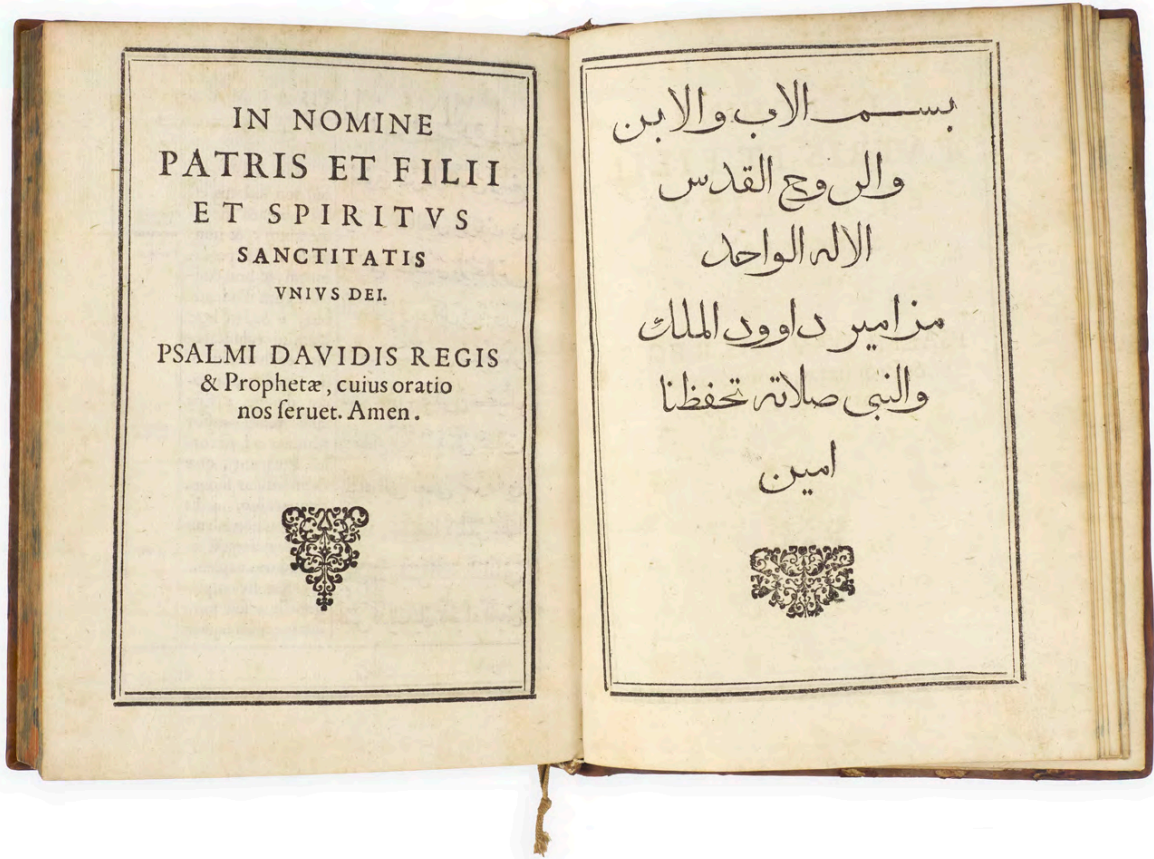 IN NOMINE
PATRIS ET FILII
ET SPIRITVS
SANCTITATIS
VNIVS DEI.
PSALMI DAVIDIS REGIS
& Prophetæ, cuius oratio
nos ſeruet. Amen.
بسم الاب والابن
والروح القدس
الاله الواحد
مزامير داوود الملك
والنبى صلاته تحفظنا
امين